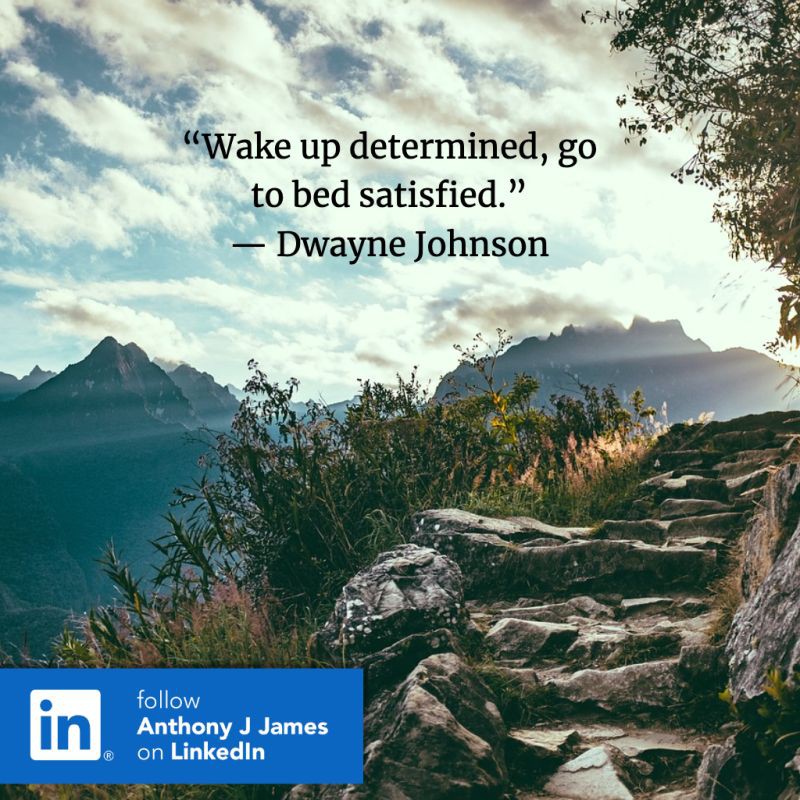 “Wake up determined, go
to bed satisfied.”
— Dwayne Johnson
in®
follow
Anthony J James
on LinkedIn